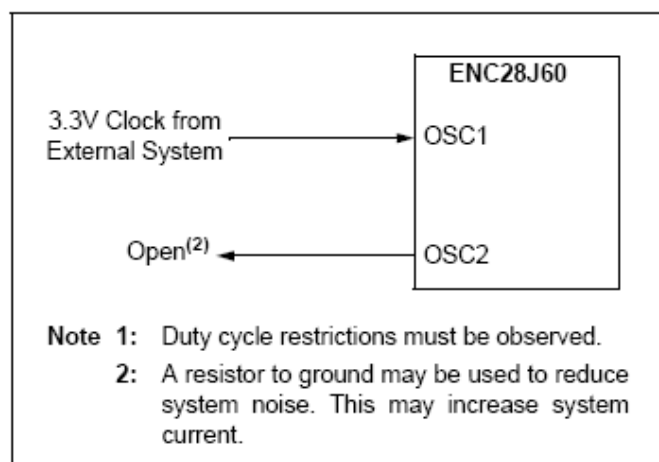 ENC28J60
3.3V Clock from
External System
OSC1
Open(2)
OSC2
Note 1: Duty cycle restrictions must be observed.
2: A resistor to ground may be used to reduce
system noise. This may increase system
current.